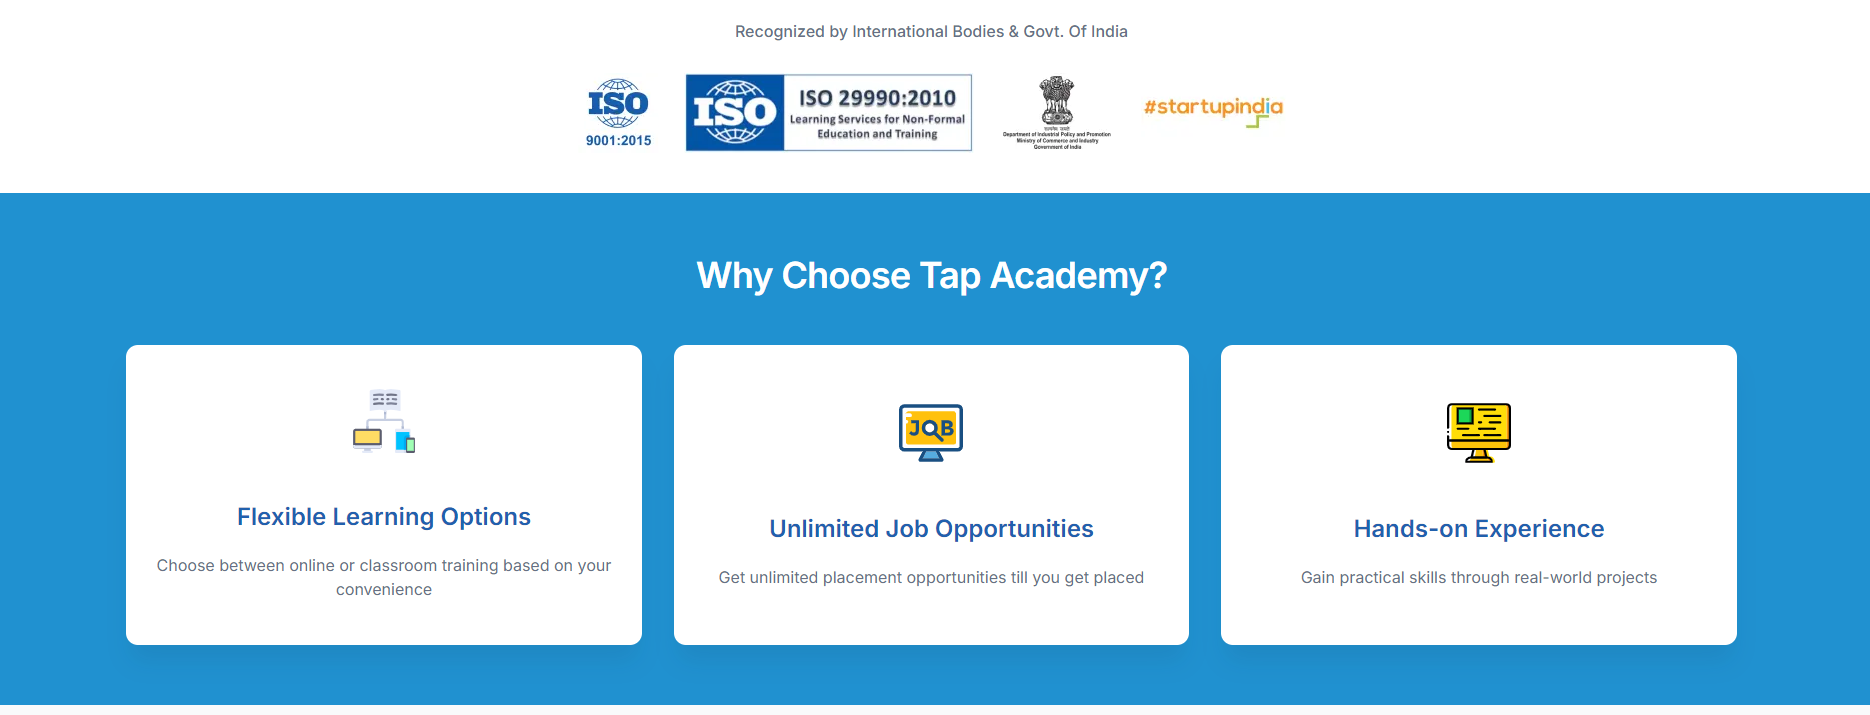 Recognized by International Bodies & Govt. Of India
ISO
9001:2015
ISO
ISO 29990:2010
Learning Services for Non-Formal
Education and Training
Department of Industrial Policy and Promotion
Ministry of Commerce and Industry
Government of India
#startupindia
Why Choose Tap Academy?
JOB
Flexible Learning Options
Choose between online or classroom training based on your
convenience
Unlimited Job Opportunities
Get unlimited placement opportunities till you get placed
Hands-on Experience
Gain practical skills through real-world projects